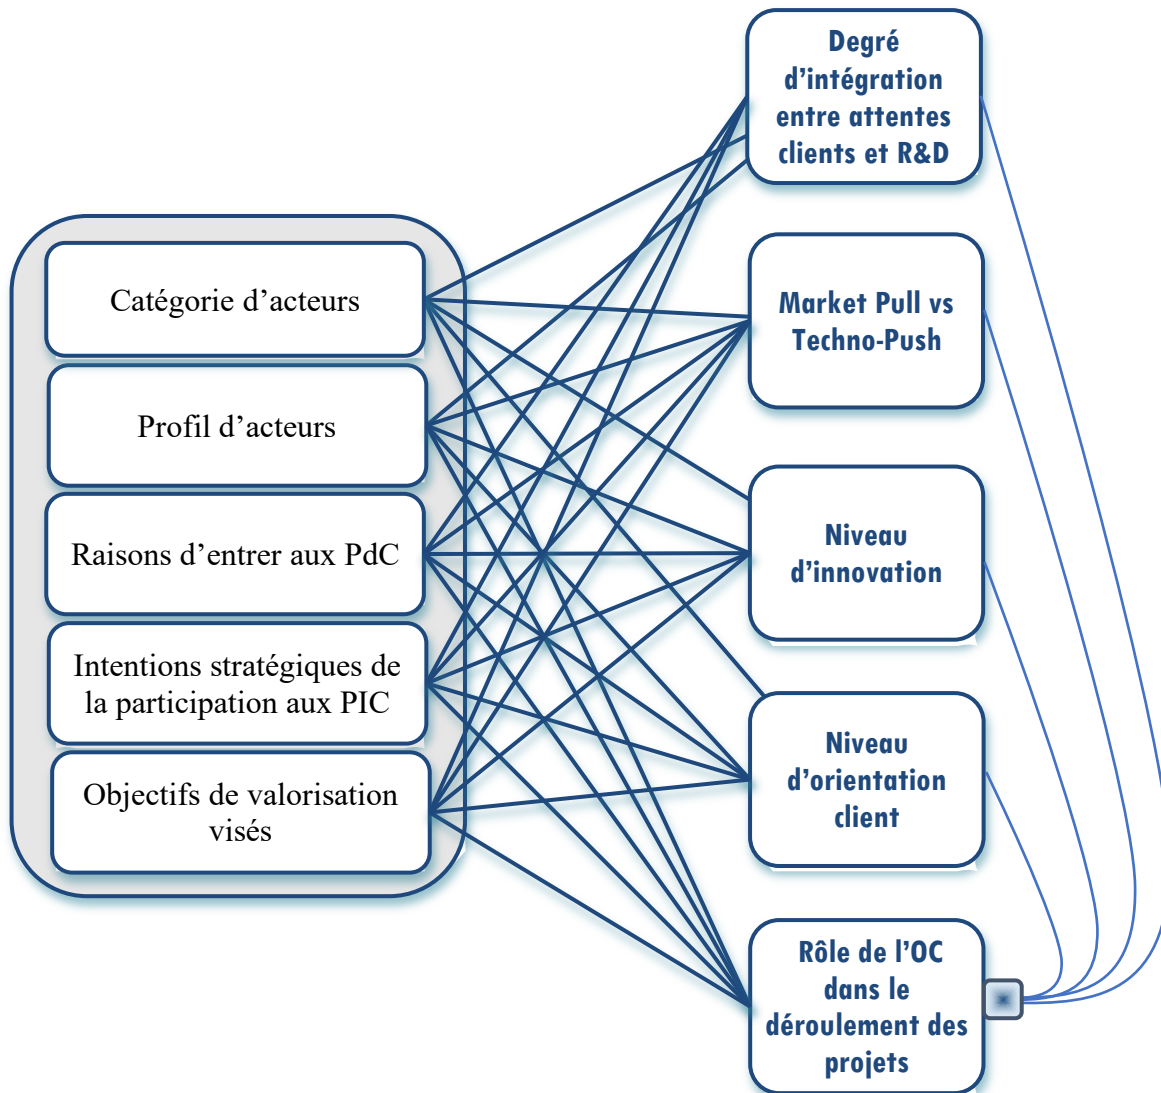 Catégorie d’acteurs
Profil d’acteurs
Raisons d’entrer aux PdC
Intentions stratégiques de
la participation aux PIC
Objectifs de valorisation
visés
Degré
d’intégration
entre attentes
clients et R&D
Market Pull vs
Techno-Push
Niveau
d’innovation
Niveau
d’orientation
client
Rôle de l’OC
dans le
déroulement des
projets